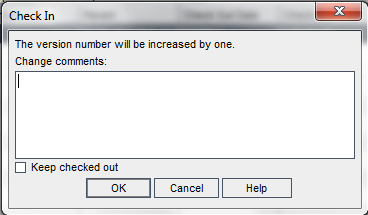 Check In
The version number will be increased by one.
Change comments:
Keep checked out
OK
Cancel
Help